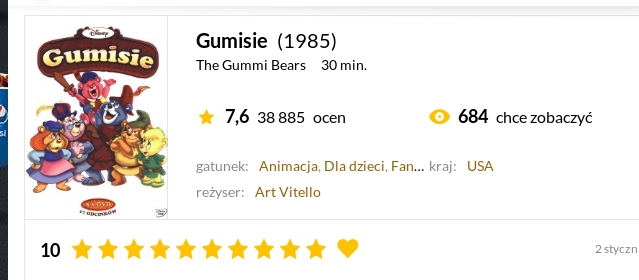 Disney
Gumisie
Gumisie (1985)
The Gummi Bears 30 min.
7,6 38 885 ocen
684 chce zobaczyć
gatunek: Animacja, Dla dzieci, Fan... kraj: USA
reżyser: Art Vitello
10
2 styczn